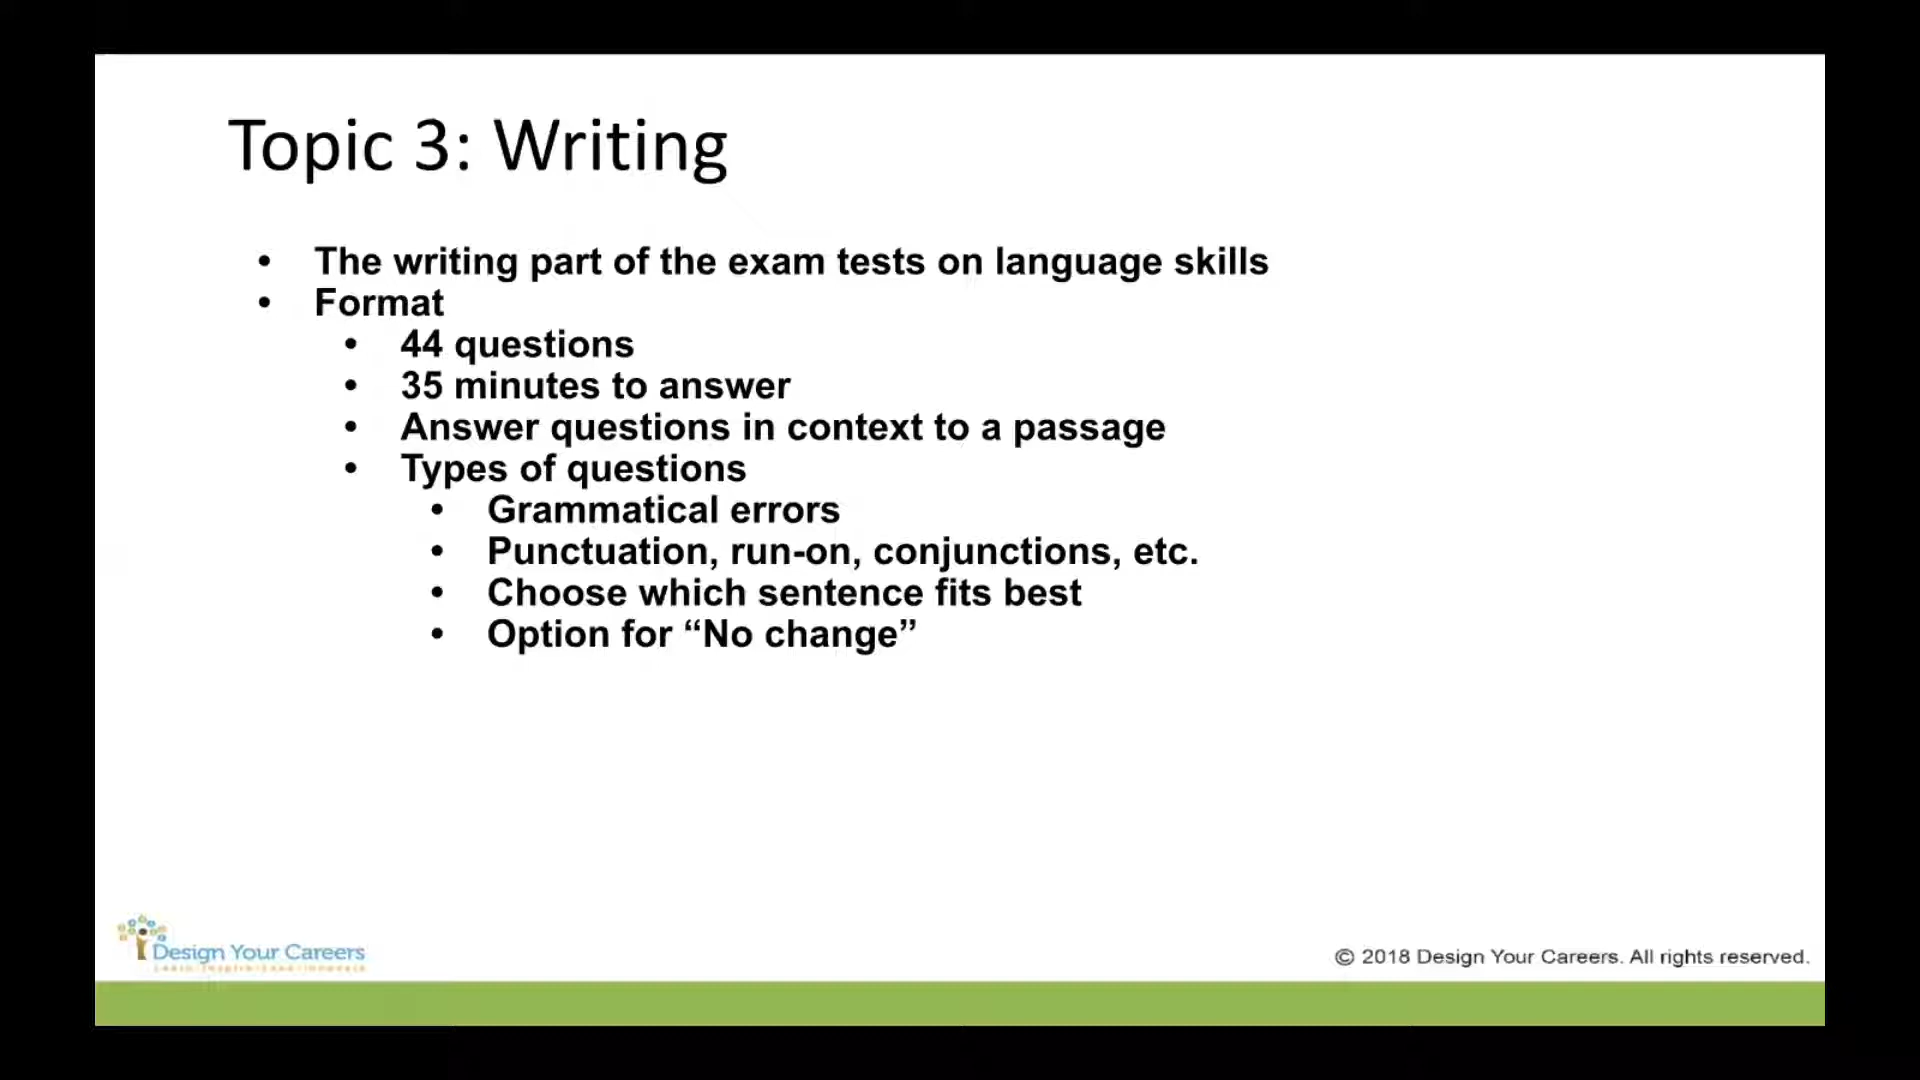 Topic 3: Writing
• The writing part of the exam tests on language skills
• Format
• 44 questions
• 35 minutes to answer
• Answer questions in context to a passage
• Types of questions
• Grammatical errors
• Punctuation, run-on, conjunctions, etc.
• Choose which sentence fits best
• Option for “No change”
Design Your Careers
© 2018 Design Your Careers. All rights reserved.